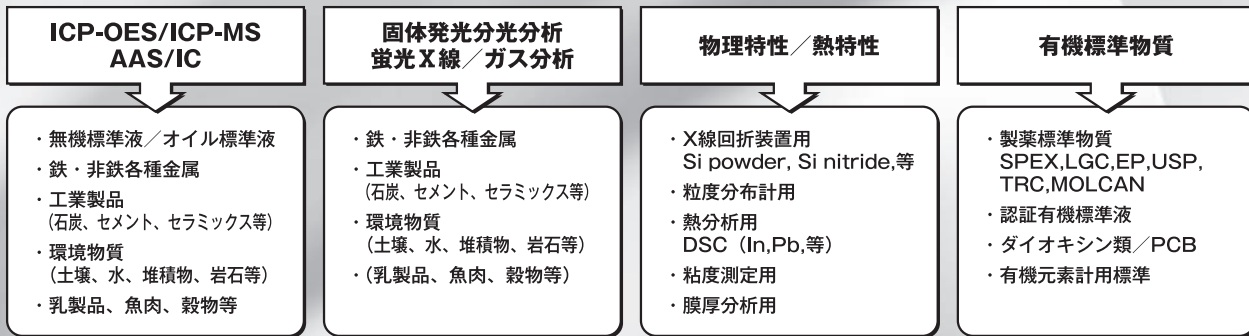 ICP-OES/ICP-MS
AAS/IC
・無機標準液／オイル標準液
・鉄・非鉄各種金属
・工業製品
（石炭、セメント、セラミックス等）
・環境物質
（土壌、水、堆積物、岩石等）
・乳製品、魚肉、穀物等
固体発光分光分析
蛍光X線／ガス分析
・鉄・非鉄各種金属
・工業製品
（石炭、セメント、セラミックス等）
・環境物質
（土壌、水、堆積物、岩石等）
・（乳製品、魚肉、穀物等）
物理特性／熱特性
・X線回折装置用
Si powder, Si nitride,等
・粒度分布計用
・熱分析用
DSC（In,Pb,等）
・粘度測定用
・膜厚分析用
有機標準物質
・製薬標準物質
SPEX,LGC,EP,USP,
TRC,MOLCAN
・認証有機標準液
・ダイオキシン類／PCB
・有機元素計用標準